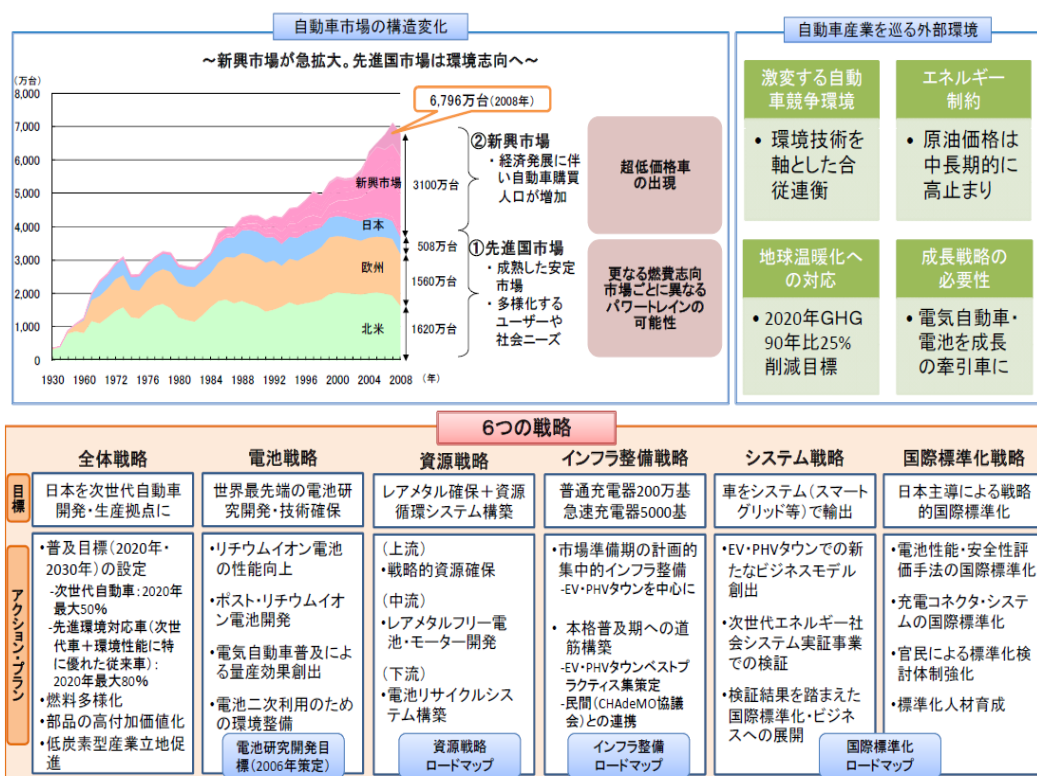 自動車市場の構造変化
～新興市場が急拡大。先進国市場は環境志向へ～
(万台)
8,000
7,000
6,000
5,000
4,000
3,000
2,000
1,000
0
1930
1960
1972
1976
1980
1984
1988
1992
1996
2000
2004
2008
(年)
6,796万台(2008年)
新興市場
日本
欧州
北米
3100万台
508万台
1560万台
1620万台
②新興市場
・経済発展に伴
い自動車購買
人口が増加
①先進国市場
・成熟した安定
市場
・多様化する
ユーザーや
社会ニーズ
超低価格車
の出現
更なる燃費志向
市場ごとに異なる
パワートレインの
可能性
自動車産業を巡る外部環境
激変する自動
車競争環境
• 環境技術を
軸とした合
従連衡
エネルギー
制約
• 原油価格は
中長期的に
高止まり
地球温暖化へ
の対応
• 2020年GHG
90年比25%
削減目標
成長戦略の
必要性
• 電気自動車・
電池を成長
の牽引車に
6つの戦略
全体戦略
電池戦略
資源戦略
インフラ整備戦略
システム戦略
国際標準化戦略
目標
日本を次世代自動車
開発・生産拠点に
世界最先端の電池研
究開発・技術確保
レアメタル確保＋資源
循環システム構築
普通充電器200万基
急速充電器5000基
車をシステム(スマート
グリッド等)で輸出
日本主導による戦略
的国際標準化
アクション・プラン
•普及目標(2020年・
2030年)の設定
-次世代自動車：2020年
最大50%
-先進環境対応車(次世
代車＋環境性能に特
に優れた従来車)：
2020年最大80%
•燃料多様化
•部品の高付加価値化
•低炭素型産業立地促
進
•リチウムイオン電池
の性能向上
•ポスト・リチウムイオ
ン電池開発
•電気自動車普及によ
る量産効果創出
•電池二次利用のため
の環境整備
電池研究開発目
標(2006年策定)
(上流)
•戦略的資源確保
(中流)
•レアメタルフリー電
池・モーター開発
(下流)
•電池リサイクルシス
テム構築
資源戦略
ロードマップ
•市場準備期の計画的
集中的インフラ整備
-EV・PHVタウンを中心に
• 本格普及期への道
筋構築
-EV・PHVタウンベストプ
ラクティス集策定
-民間(CHAdeMO協議
会)との連携
インフラ整備
ロードマップ
•EV・PHVタウンでの新
たなビジネスモデル
創出
•次世代エネルギー社
会システム実証事業
での検証
•検証結果を踏まえた
国際標準化・ビジネ
スへの展開
•電池性能・安全性評
価手法の国際標準化
•充電コネクタ・システ
ムの国際標準化
•官民による標準化検
討体制強化
•標準化人材育成
国際標準化
ロードマップ